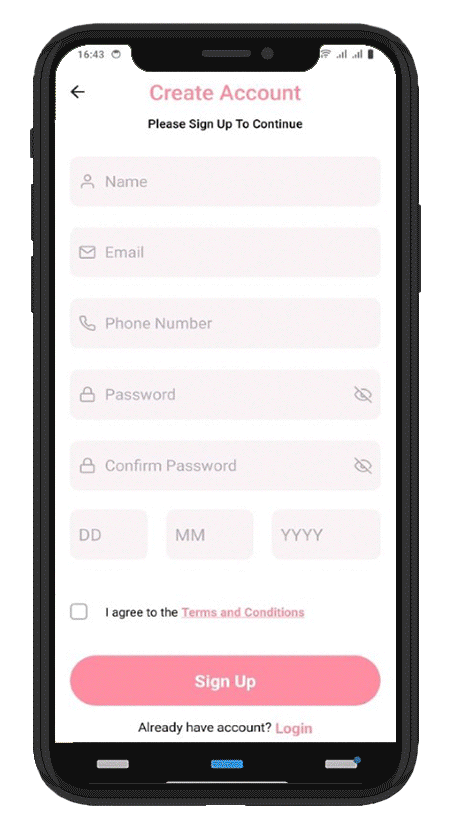 16:43
Create Account
Please Sign Up To Continue
Name
Email
Phone Number
Password
Confirm Password
DD MM YYYY
I agree to the Terms and Conditions
Sign Up
Already have account? Login